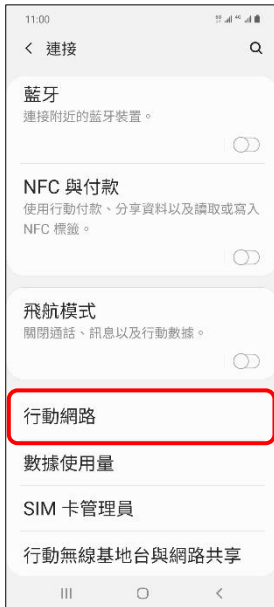 11:00
連接
藍牙
連接附近的藍牙裝置。
NFC 與付款
使用行動付款、分享資料以及讀取或寫入
NFC 標籤。
飛航模式
關閉通話、訊息以及行動數據。
行動網路
數據使用量
SIM 卡管理員
行動無線基地台與網路共享